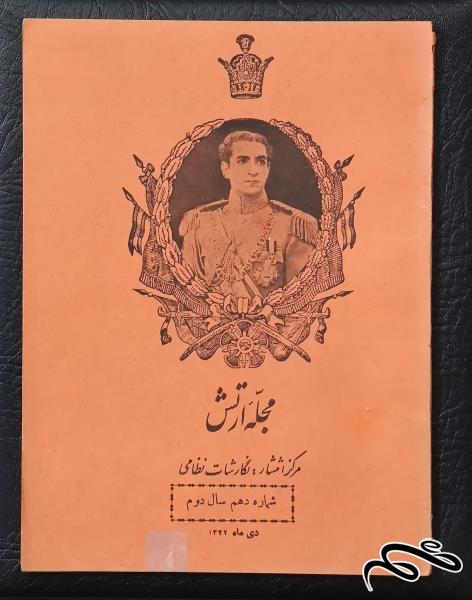 مجلهٔ ارتش
مرکز انتشار: نگارشات نظامی
شماره دهم سال دوم
دی ماه ۱۳۲۲